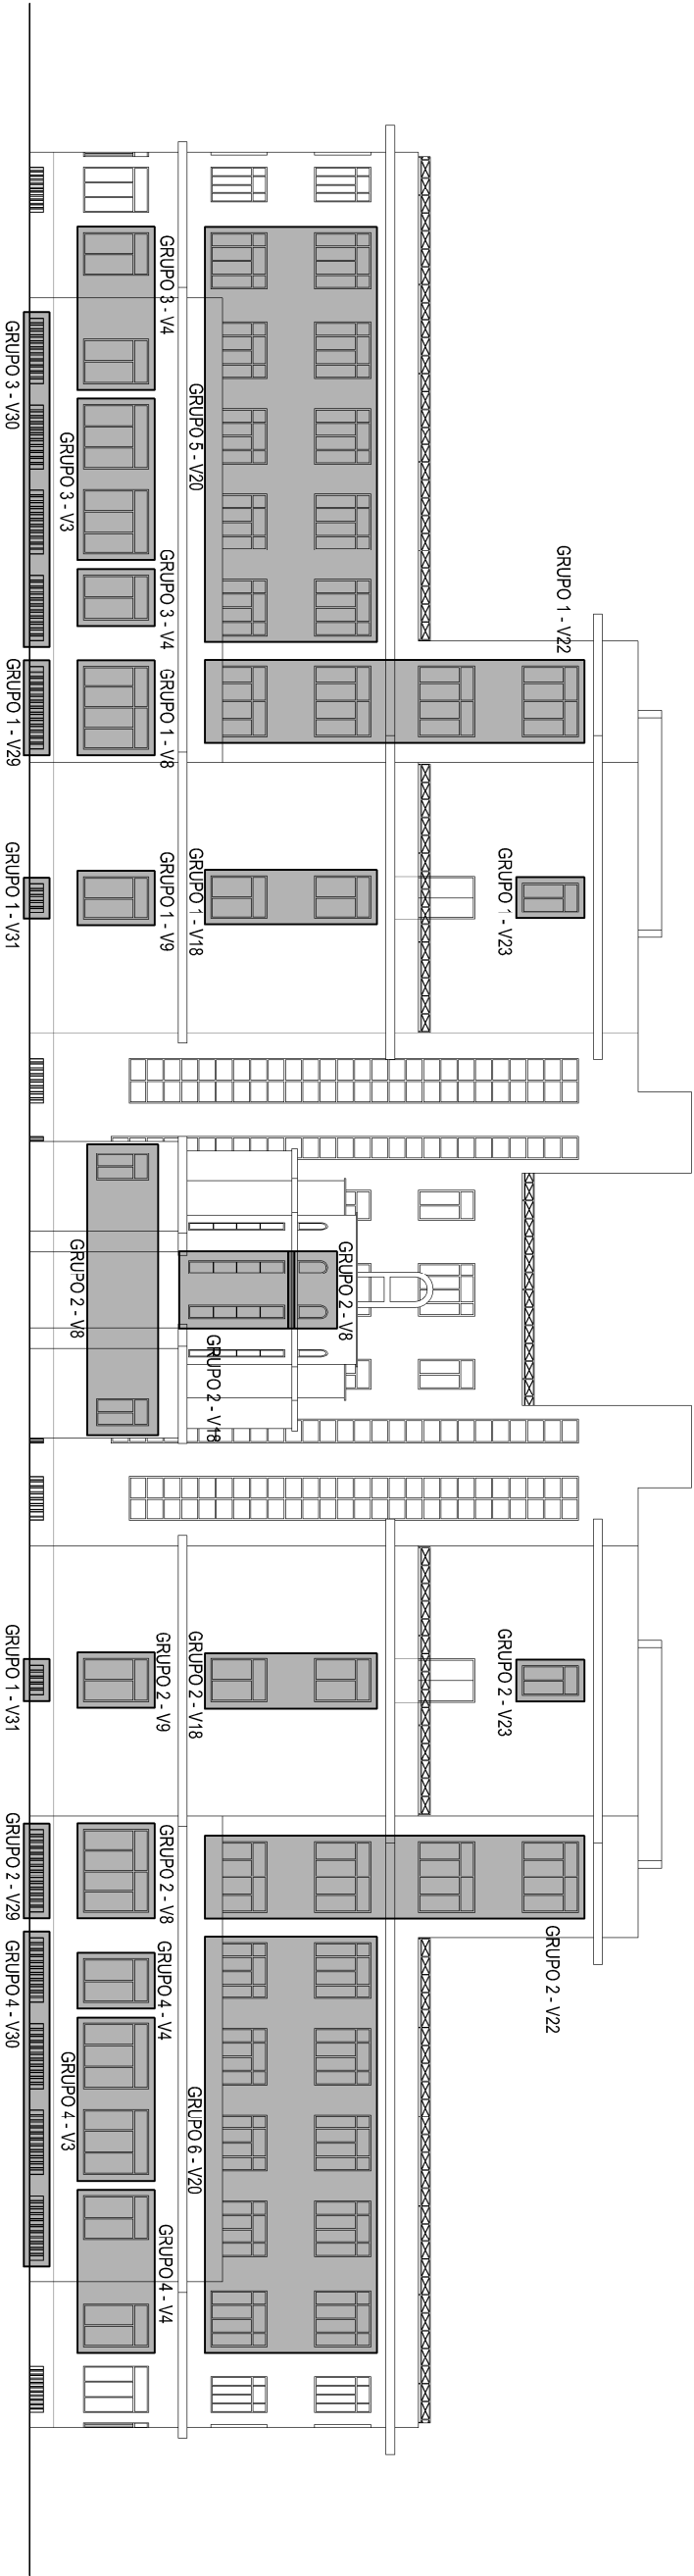 GRUPO 3 - V4
GRUPO 3 - V30
GRUPO 5 - V20
GRUPO 3 - V3
GRUPO 1 - V22
GRUPO 3 - V4
GRUPO 1 - V8
GRUPO 1 - V29
GRUPO 1 - V23
GRUPO 1 - V18
GRUPO 1 - V9
GRUPO 1 - V31
GRUPO 2 - V8
GRUPO 2 - V8
GRUPO 2 - V18
GRUPO 2 - V23
GRUPO 2 - V18
GRUPO 2 - V9
GRUPO 1 - V31
GRUPO 2 - V8
GRUPO 2 - V29
GRUPO 2 - V22
GRUPO 4 - V4
GRUPO 4 - V30
GRUPO 4 - V3
GRUPO 6 - V20
GRUPO 4 - V4